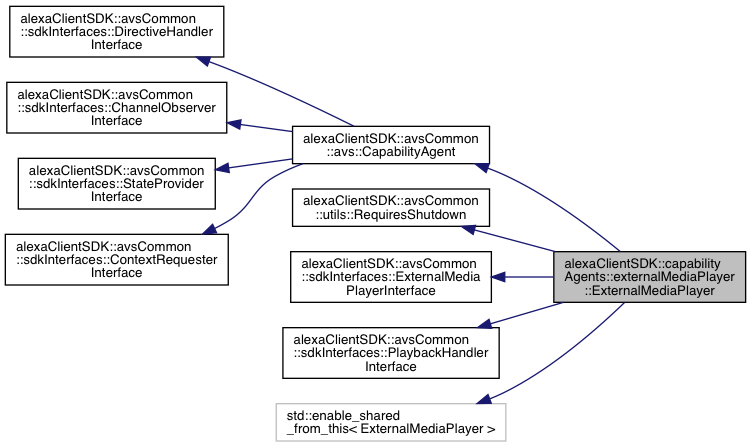 alexaClientSDK::avsCommon
::sdkInterfaces::DirectiveHandler
Interface
alexaClientSDK::avsCommon
::sdkInterfaces::ChannelObserver
Interface
alexaClientSDK::avsCommon
::sdkInterfaces::StateProvider
Interface
alexaClientSDK::avsCommon
::sdkInterfaces::ContextRequester
Interface
alexaClientSDK::avsCommon
::avs::CapabilityAgent
alexaClientSDK::avsCommon
::utils::RequiresShutdown
alexaClientSDK::avsCommon
::sdkInterfaces::ExternalMedia
PlayerInterface
alexaClientSDK::avsCommon
::sdkInterfaces::PlaybackHandler
Interface
std::enable_shared
_from_this< ExternalMediaPlayer >
alexaClientSDK::capability
Agents::externalMediaPlayer
::ExternalMediaPlayer